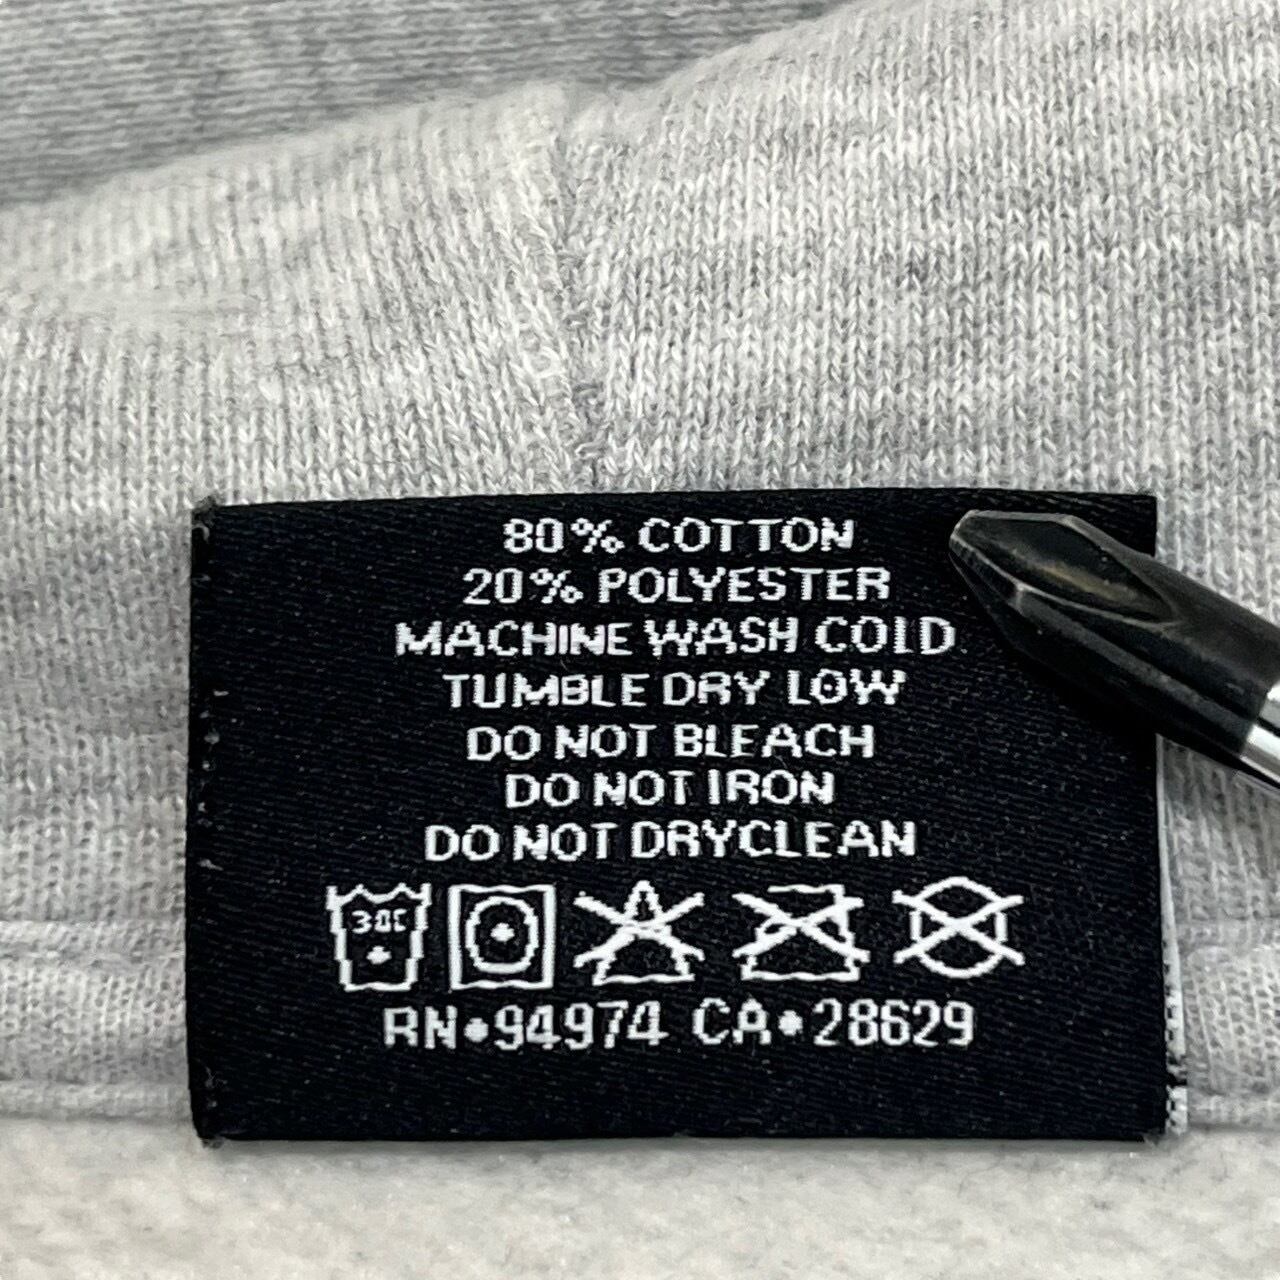 80% COTTON
20% POLYESTER
MACHINE WASH COLD
TUMBLE DRY LOW
DO NOT BLEACH
DO NOT IRON
DO NOT DRYCLEAN
30C
RN•94974 CA•28629